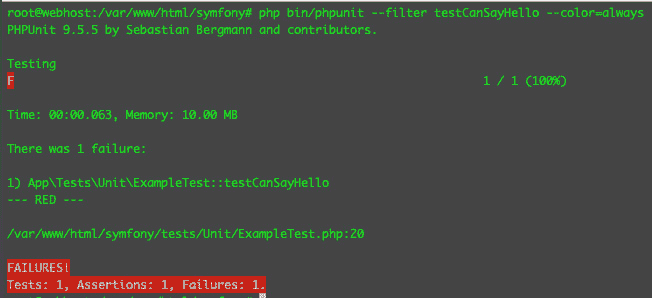 root@webhost:/var/www/html/symfony# php bin/phpunit --filter testCanSayHello --color=always
PHPUnit 9.5.5 by Sebastian Bergmann and contributors.
Testing
F 1 / 1 (100%)
Time: 00:00.063, Memory: 10.00 MB
There was 1 failure:
1) App\Tests\Unit\ExampleTest::testCanSayHello
--- RED ---
/var/www/html/symfony/tests/Unit/ExampleTest.php:20
FAILURES!
Tests: 1, Assertions: 1, Failures: 1.